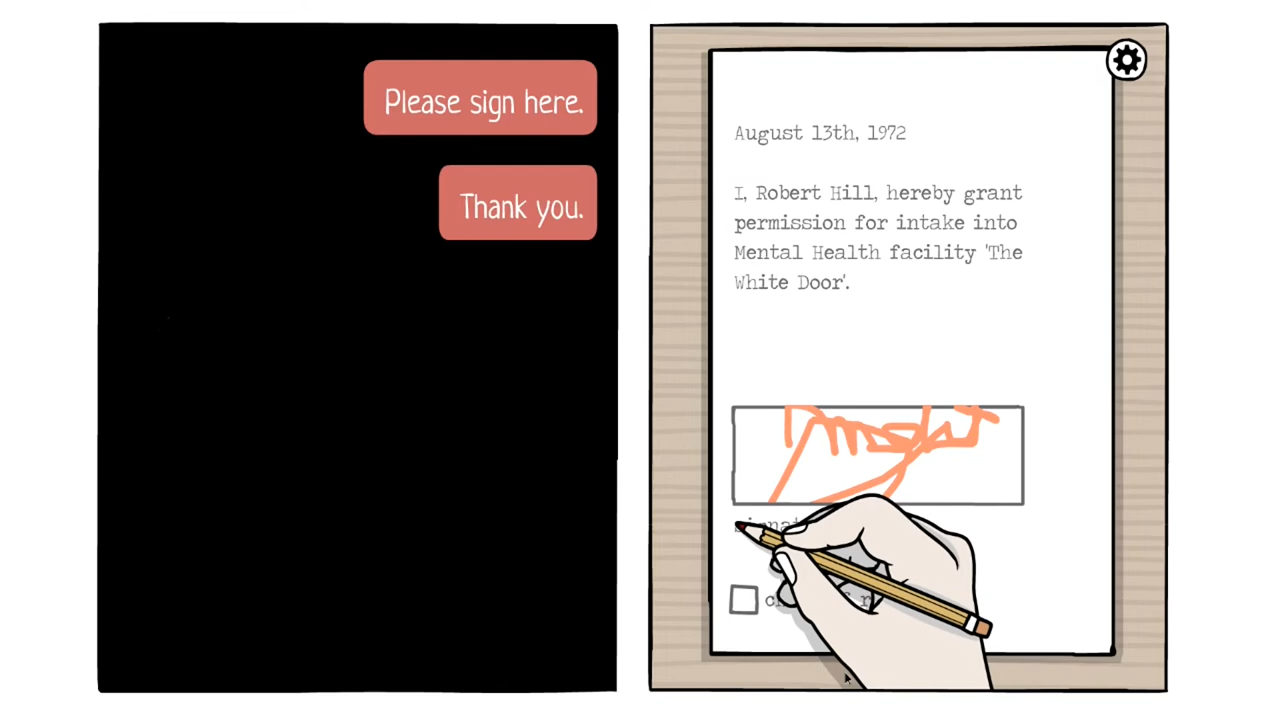 Please sign here.
Thank you.
August 13th, 1972
I, Robert Hill, hereby grant
permission for intake into
Mental Health facility 'The
White Door'.